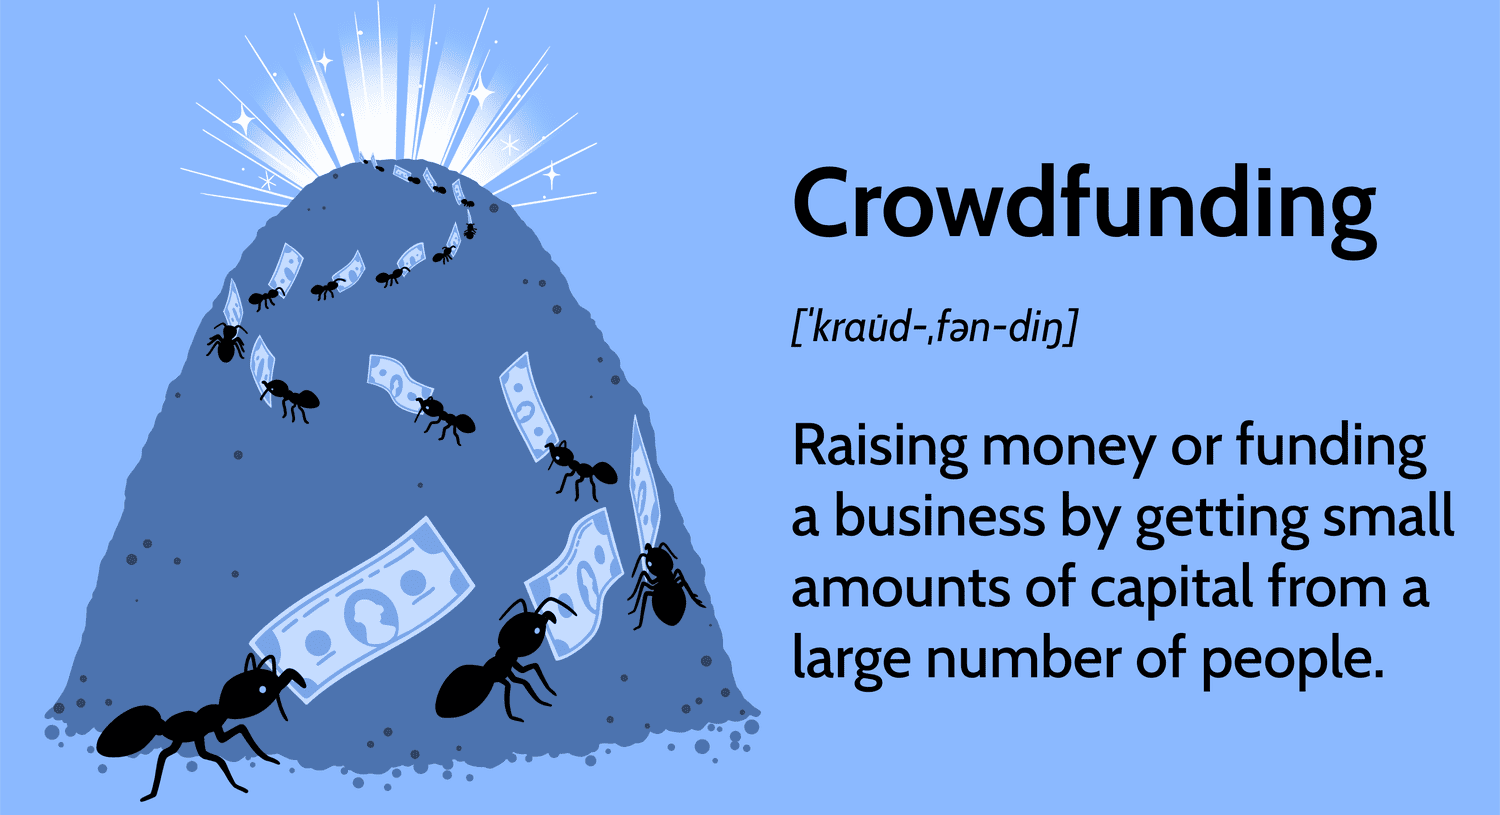 Crowdfunding
[ˈkrau̇d-ˌfən-diŋ]
Raising money or funding
a business by getting small
amounts of capital from a
large number of people.